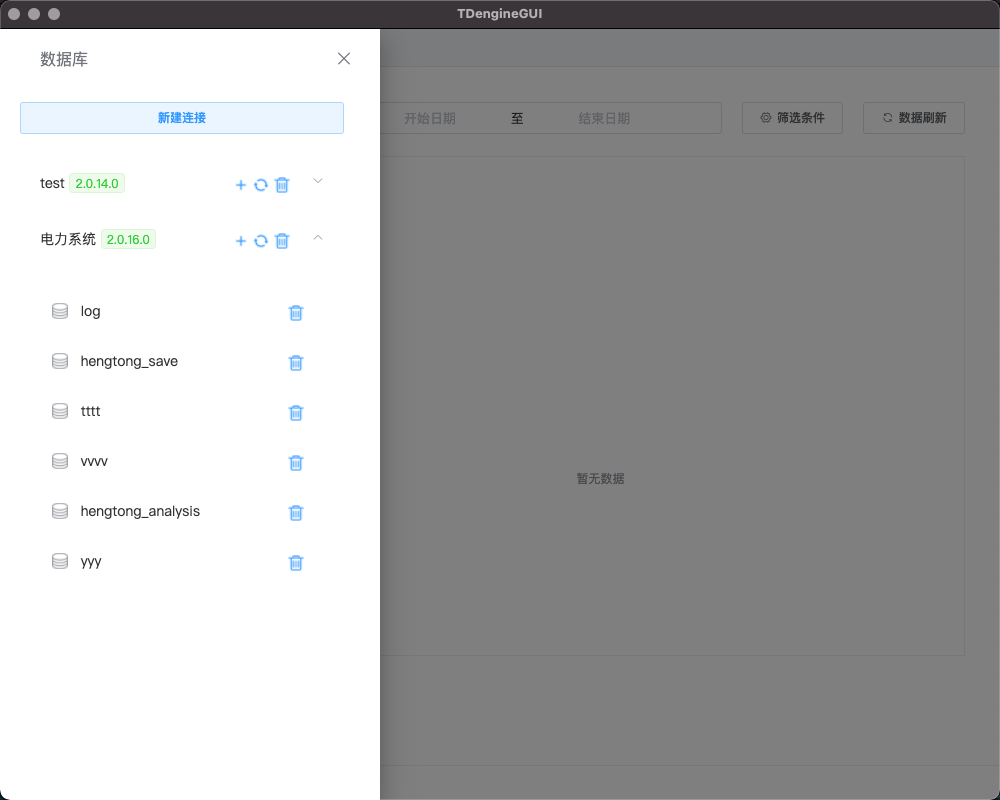 TDengineGUI
数据库
新建连接
开始日期 至 结束日期
筛选条件
数据刷新
test 2.0.14.0
电力系统 2.0.16.0
log
hengtong_save
tttt
vvvv
hengtong_analysis
yyy
暂无数据